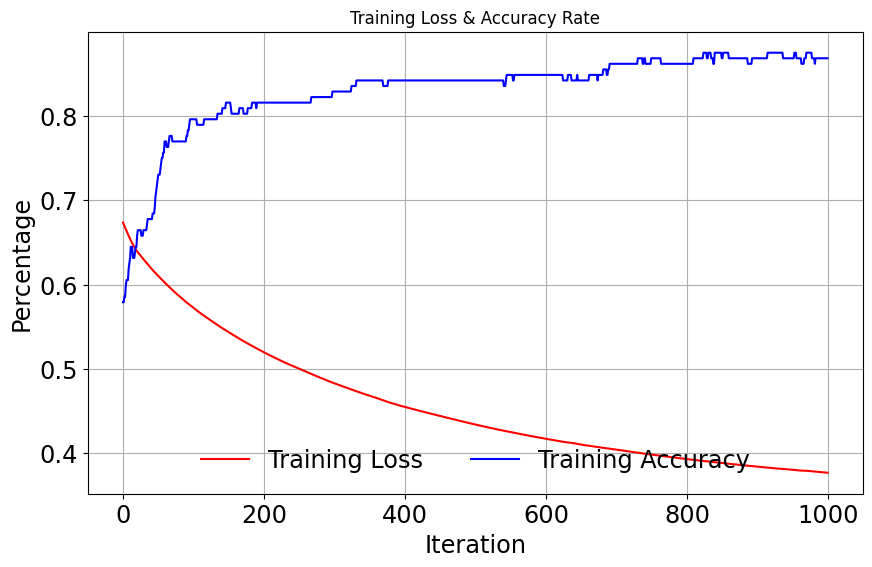 Training Loss & Accuracy Rate
Percentage
0.8
0.7
0.6
0.5
0.4
Training Loss Training Accuracy
0 200 400 600 800 1000
Iteration